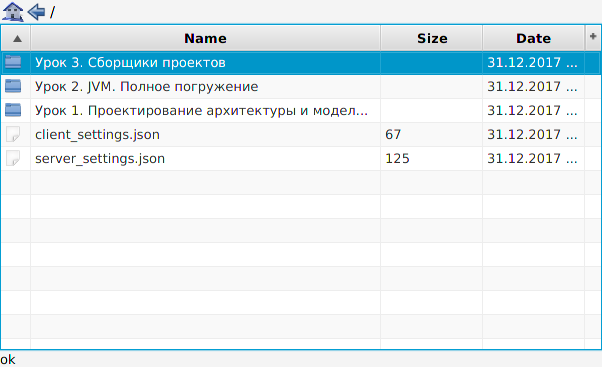 /
Name Size Date +
Урок 3. Сборщики проектов 31.12.2017 ...
Урок 2. JVM. Полное погружение 31.12.2017 ...
Урок 1. Проектирование архитектуры и модел... 31.12.2017 ...
client_settings.json 67 31.12.2017 ...
server_settings.json 125 31.12.2017 ...
ok